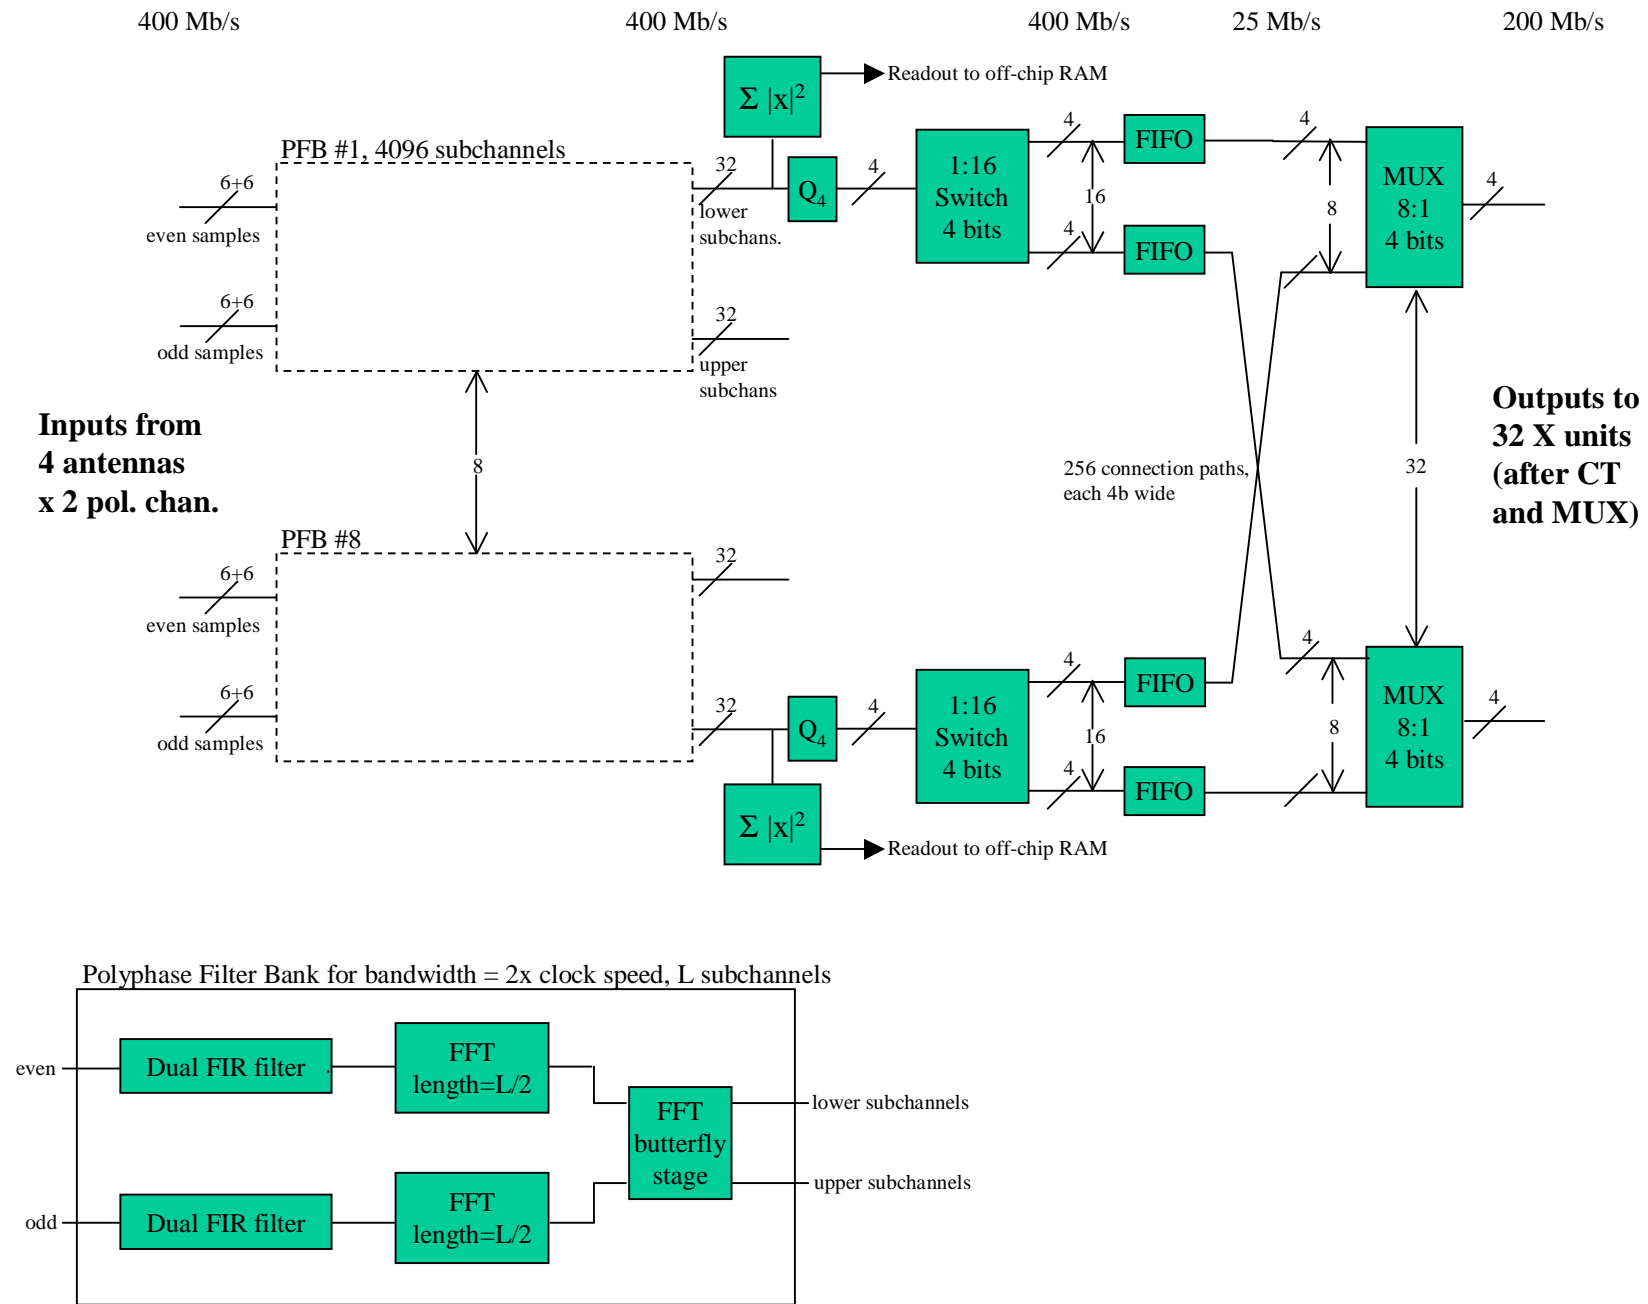 400 Mb/s
400 Mb/s
400 Mb/s
25 Mb/s
200 Mb/s
Σ |x|²
Readout to off-chip RAM
PFB #1, 4096 subchannels
6+6
even samples
6+6
odd samples
32
lower
subchans.
32
upper
subchans
Q₄
4
1:16
Switch
4 bits
4
16
4
FIFO
FIFO
4
8
MUX
8:1
4 bits
4
Inputs from
4 antennas
x 2 pol. chan.
8
256 connection paths,
each 4b wide
32
Outputs to
32 X units
(after CT
and MUX)
PFB #8
6+6
even samples
6+6
odd samples
32
32
Q₄
4
Σ |x|²
Readout to off-chip RAM
1:16
Switch
4 bits
4
16
4
FIFO
FIFO
4
8
MUX
8:1
4 bits
4
Polyphase Filter Bank for bandwidth = 2x clock speed, L subchannels
even
Dual FIR filter
FFT
length=L/2
FFT
butterfly
stage
lower subchannels
upper subchannels
odd
Dual FIR filter
FFT
length=L/2